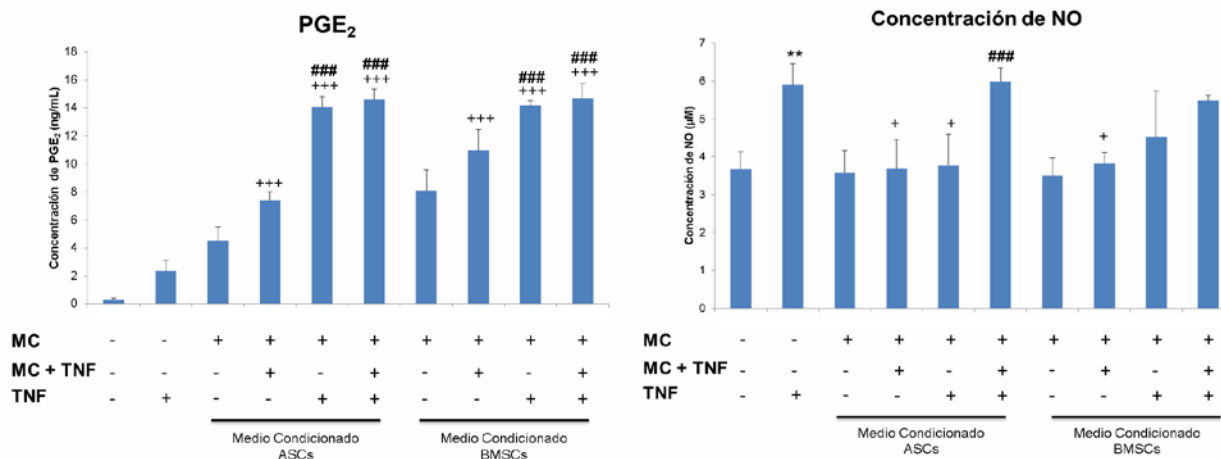 PGE2
Concentración de PGE2 (ng/mL)
18
16
14
12
10
8
6
4
2
0
+++
###
+++
###
+++
+++
###
+++
###
+++
MC - - + + + + + + + +
MC + TNF - - - + - + - + - +
TNF - + - - + + - - + +
Medio Condicionado
ASCs
Medio Condicionado
BMSCs
Concentración de NO
Concentración de NO (µM)
7
6
5
4
3
2
1
0
**
+
+
###
+
MC - - + + + + + + + +
MC + TNF - - - + - + - + - +
TNF - + - - + + - - + +
Medio Condicionado
ASCs
Medio Condicionado
BMSCs